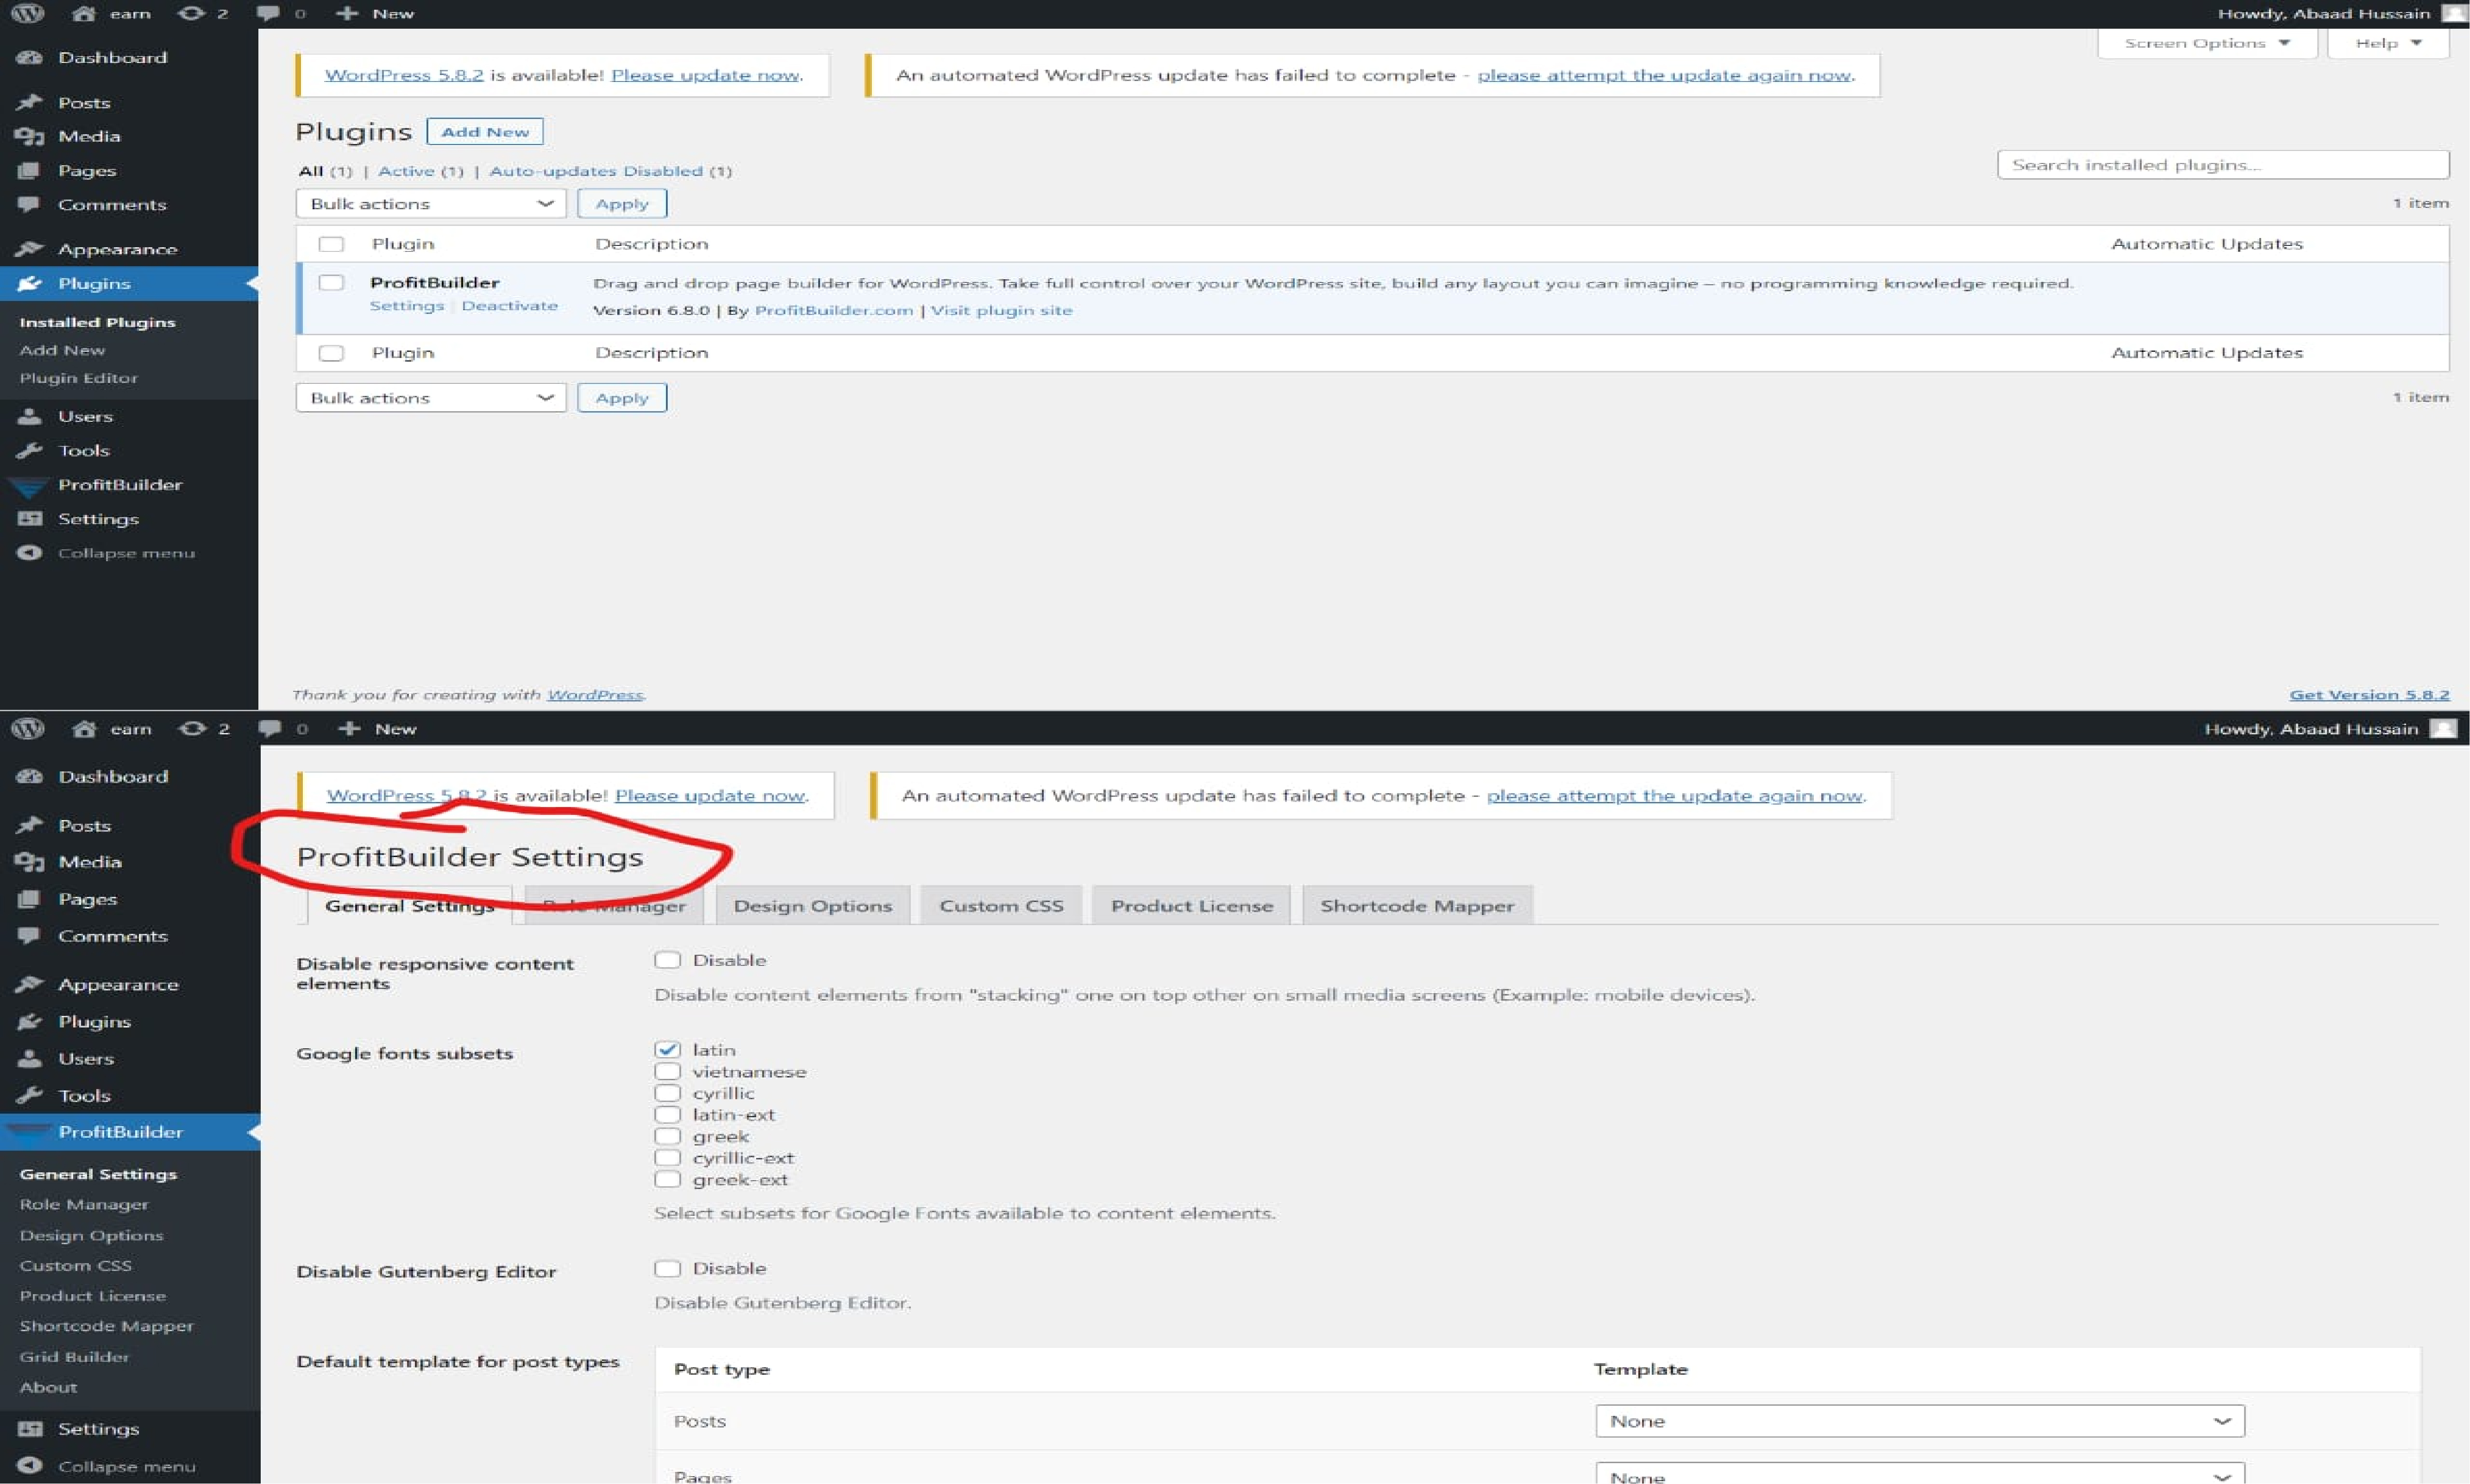 earn 2 0 New Howdy, Abaad Hussain
Dashboard
Posts
Media
Pages
Comments
Appearance
Plugins
Installed Plugins
Add New
Plugin Editor
Users
Tools
ProfitBuilder
Settings
Collapse menu
Screen Options Help
WordPress 5.8.2 is available! Please update now.
An automated WordPress update has failed to complete - please attempt the update again now.
Plugins Add New
All (1) | Active (1) | Auto-updates Disabled (1)
Search installed plugins...
Bulk actions Apply 1 item
Plugin Description Automatic Updates
ProfitBuilder Drag and drop page builder for WordPress. Take full control over your WordPress site, build any layout you can imagine – no programming knowledge required.
Settings | Deactivate Version 6.8.0 | By ProfitBuilder.com | Visit plugin site
Plugin Description Automatic Updates
Bulk actions Apply 1 item
Thank you for creating with WordPress. Get Version 5.8.2
earn 2 0 New Howdy, Abaad Hussain
Dashboard
Posts
Media
Pages
Comments
Appearance
Plugins
Users
Tools
ProfitBuilder
General Settings
Role Manager
Design Options
Custom CSS
Product License
Shortcode Mapper
Grid Builder
About
Settings
Collapse menu
WordPress 5.8.2 is available! Please update now.
An automated WordPress update has failed to complete - please attempt the update again now.
ProfitBuilder Settings
General Settings Role Manager Design Options Custom CSS Product License Shortcode Mapper
Disable responsive content
elements
Disable
Disable content elements from "stacking" one on top other on small media screens (Example: mobile devices).
Google fonts subsets
latin
vietnamese
cyrillic
latin-ext
greek
cyrillic-ext
greek-ext
Select subsets for Google Fonts available to content elements.
Disable Gutenberg Editor
Disable
Disable Gutenberg Editor.
Default template for post types
Post type Template
Posts None
Pages None